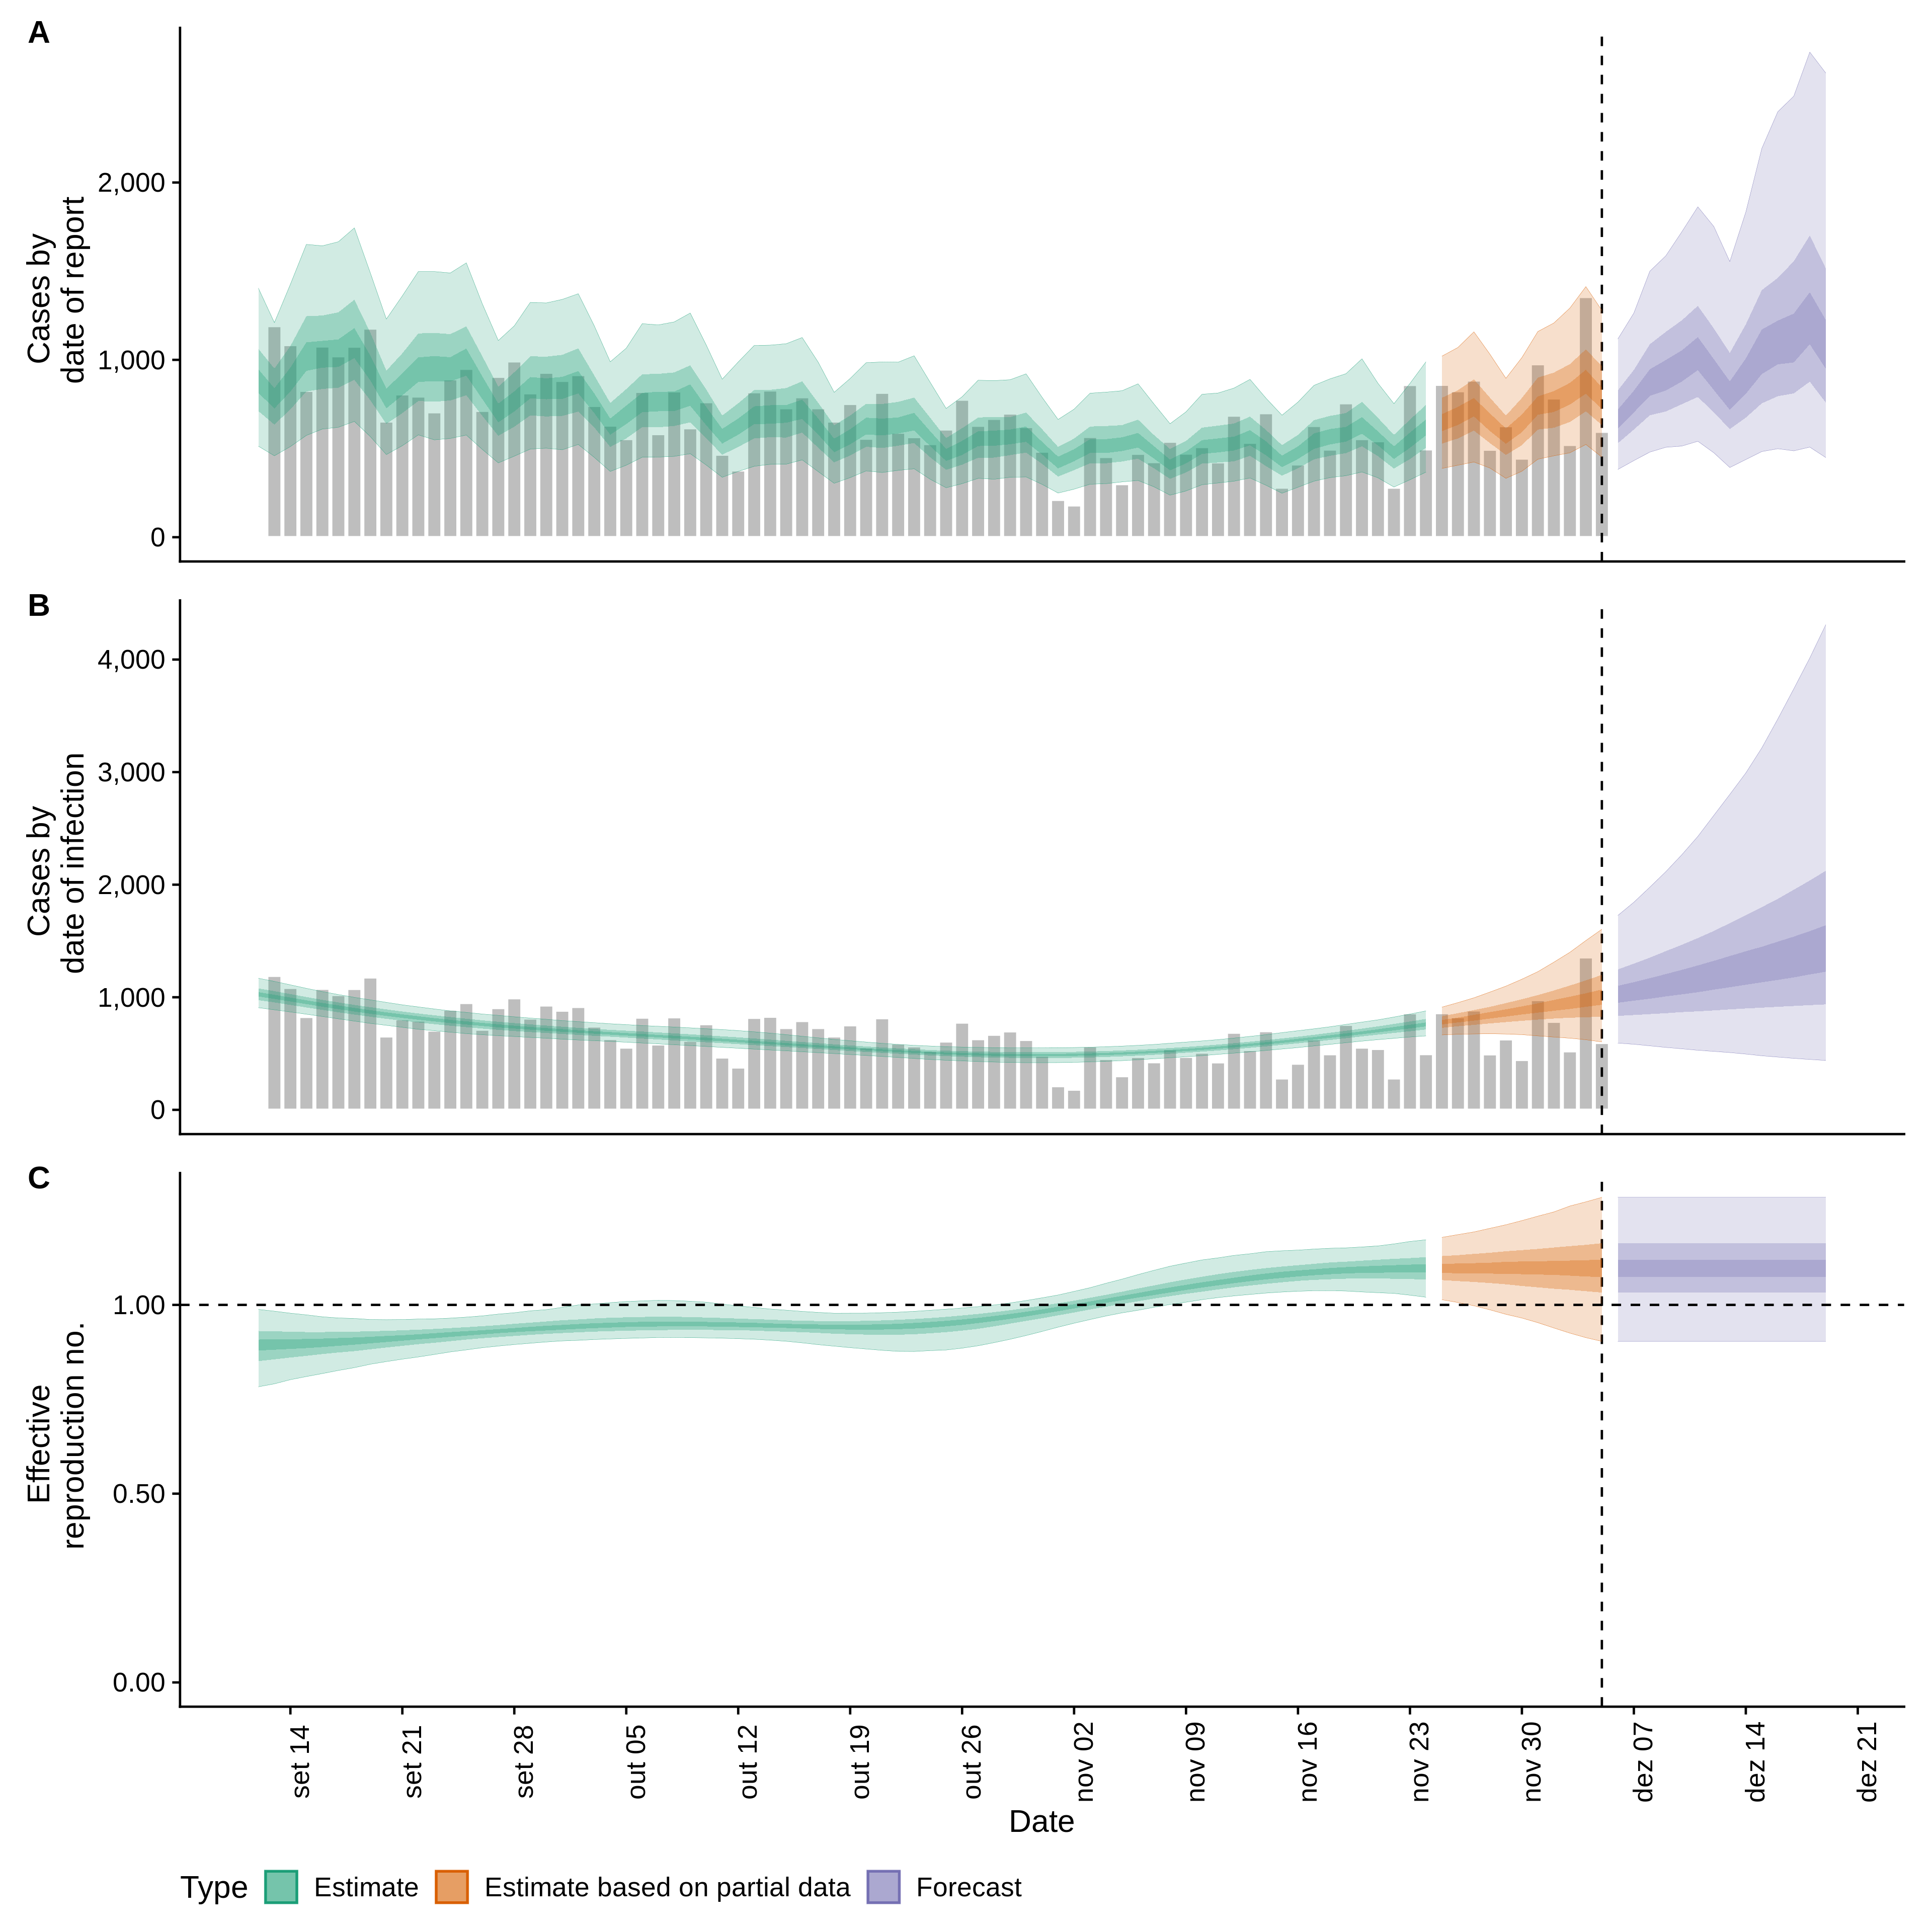 A
Cases by
date of report
2,000
1,000
0
B
Cases by
date of infection
4,000
3,000
2,000
1,000
0
C
Effective
reproduction no.
1.00
0.50
0.00
set 14
set 21
set 28
out 05
out 12
out 19
out 26
nov 02
nov 09
nov 16
nov 23
nov 30
dez 07
dez 14
dez 21
Date
Type Estimate Estimate based on partial data Forecast